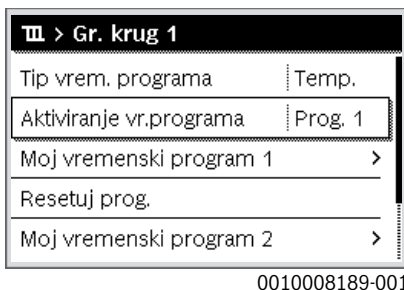 > Gr. krug 1
Tip vrem. programa Temp.
Aktiviranje vr.programa Prog. 1
Moj vremenski program 1 >
Resetuj prog.
Moj vremenski program 2 >
0010008189-001